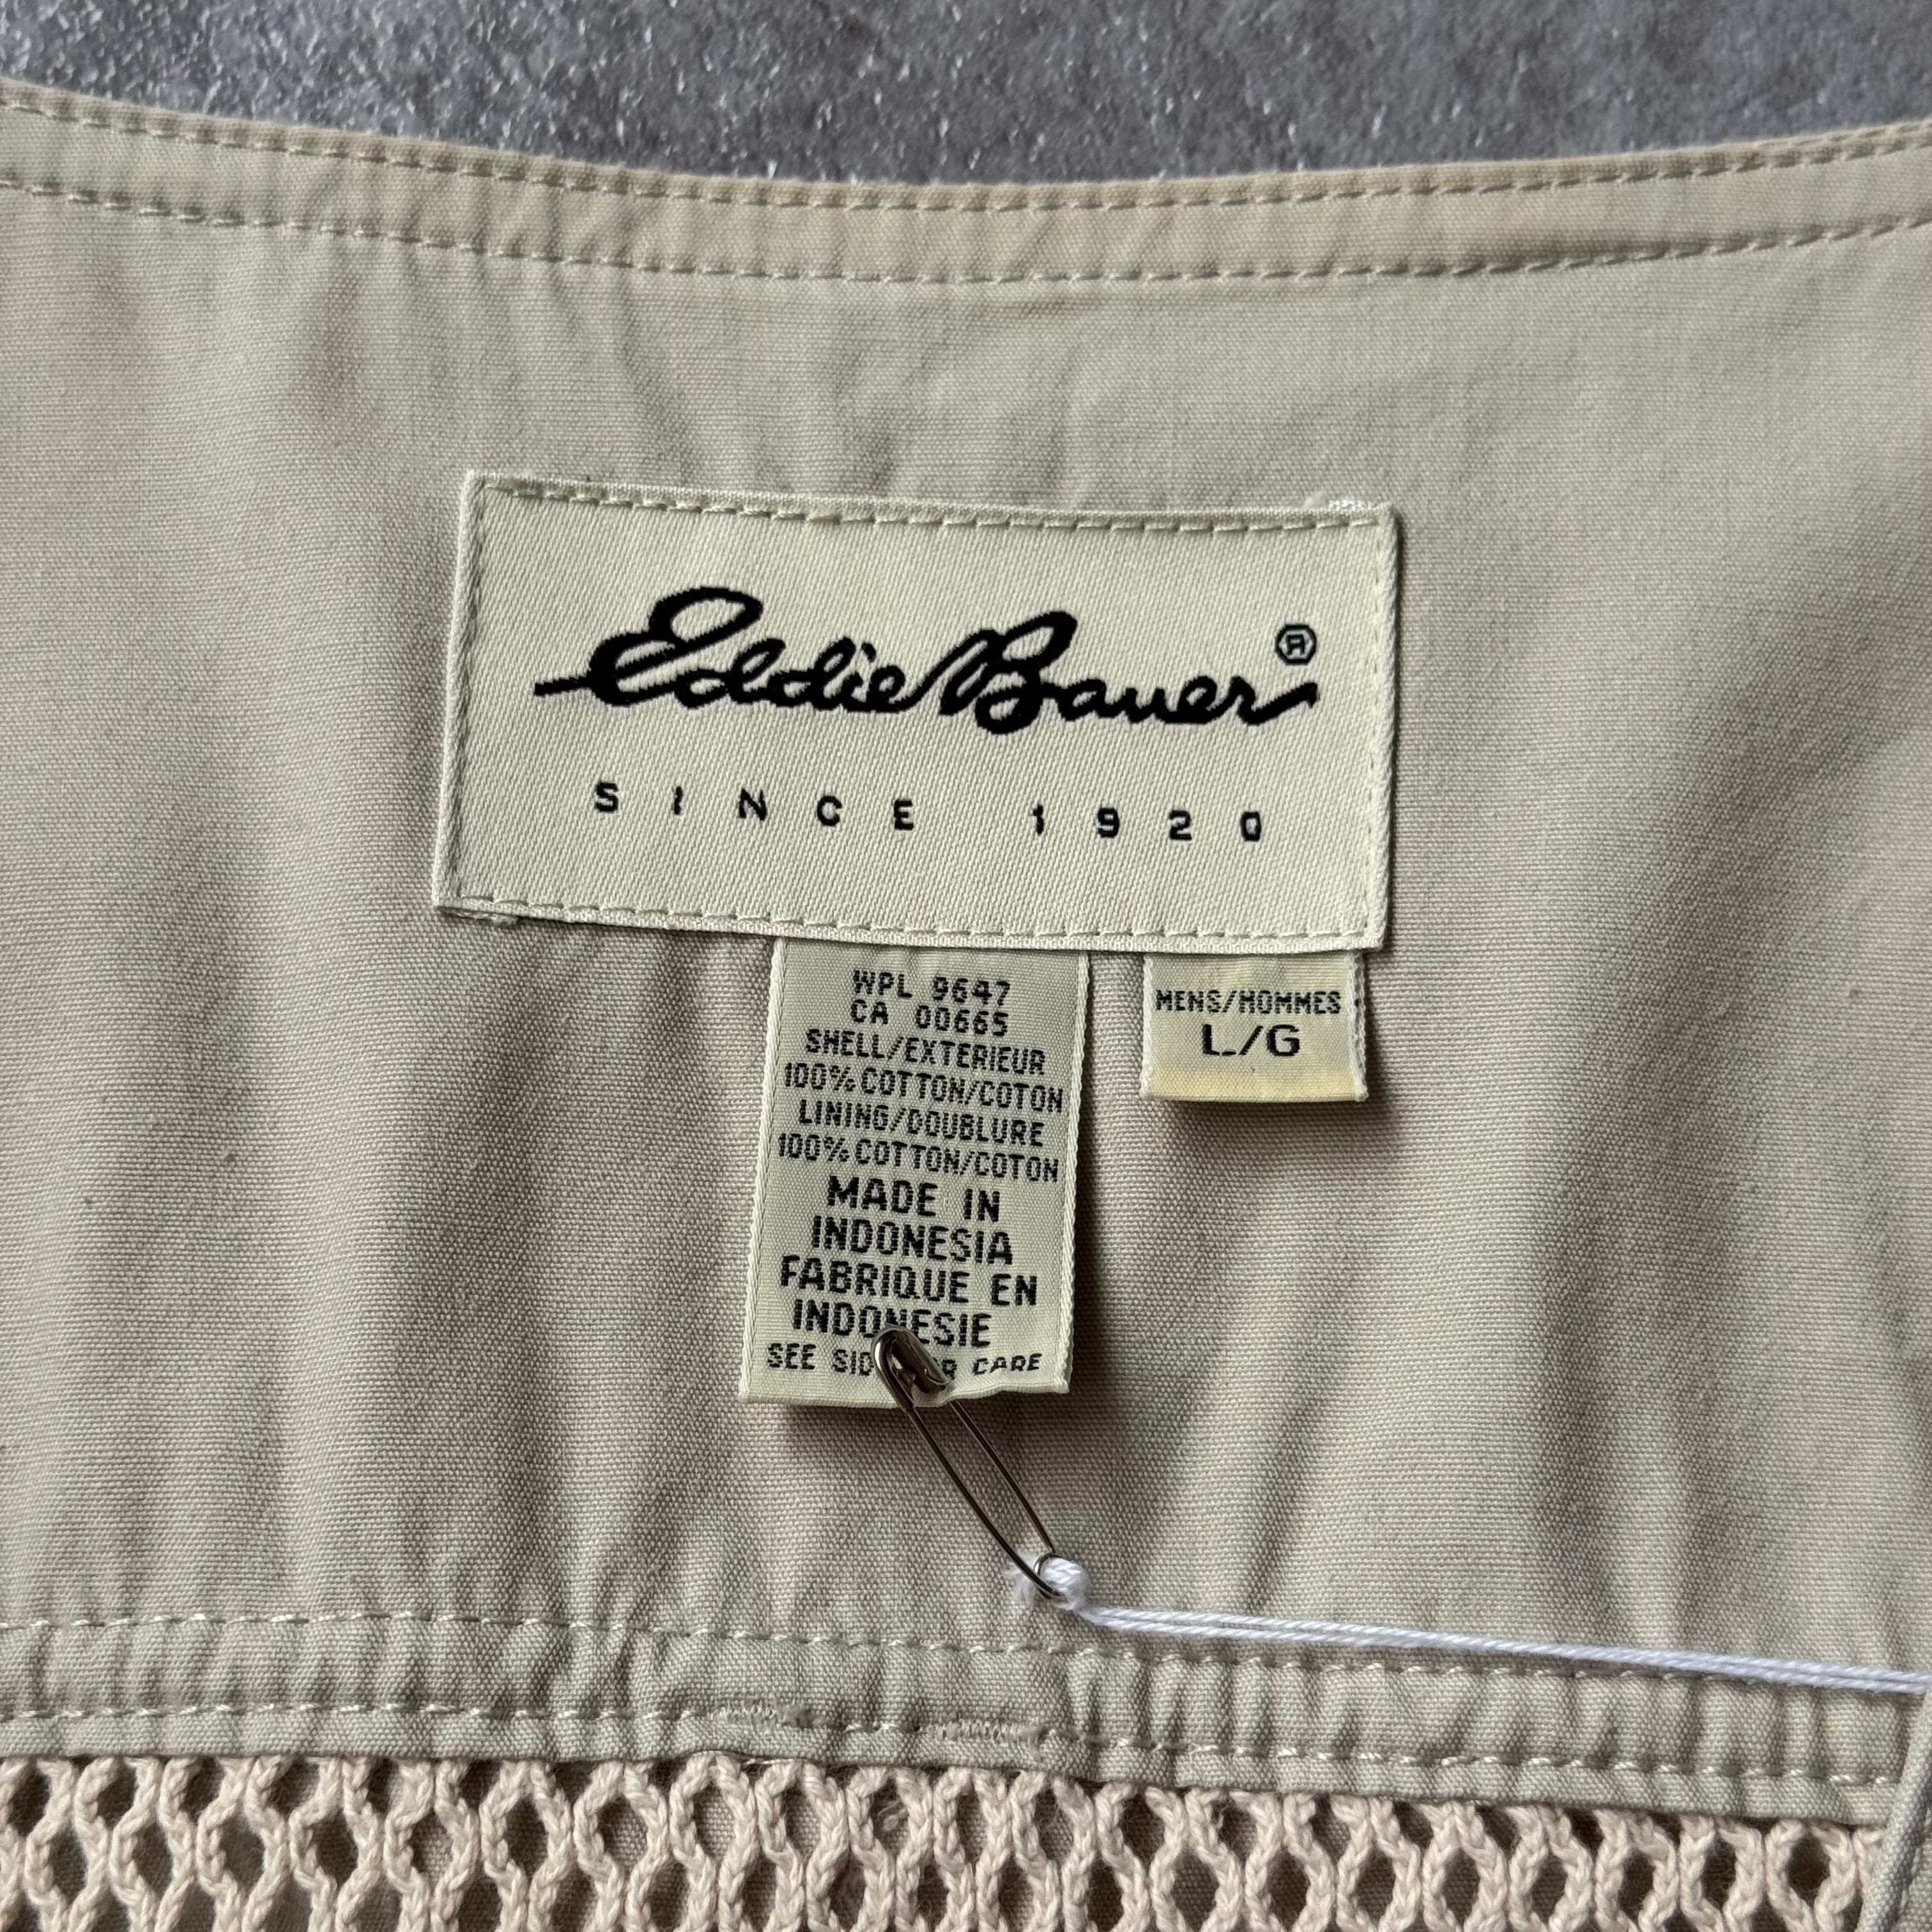 Eddie Bauer ®
SINCE 1920
WPL 9647
CA 00665
SHELL/EXTERIEUR
100% COTTON/COTON
LINING/DOUBLURE
100% COTTON/COTON
MADE IN
INDONESIA
FABRIQUE EN
INDONESIE
SEE CARE
MENS/HOMMES
L/G